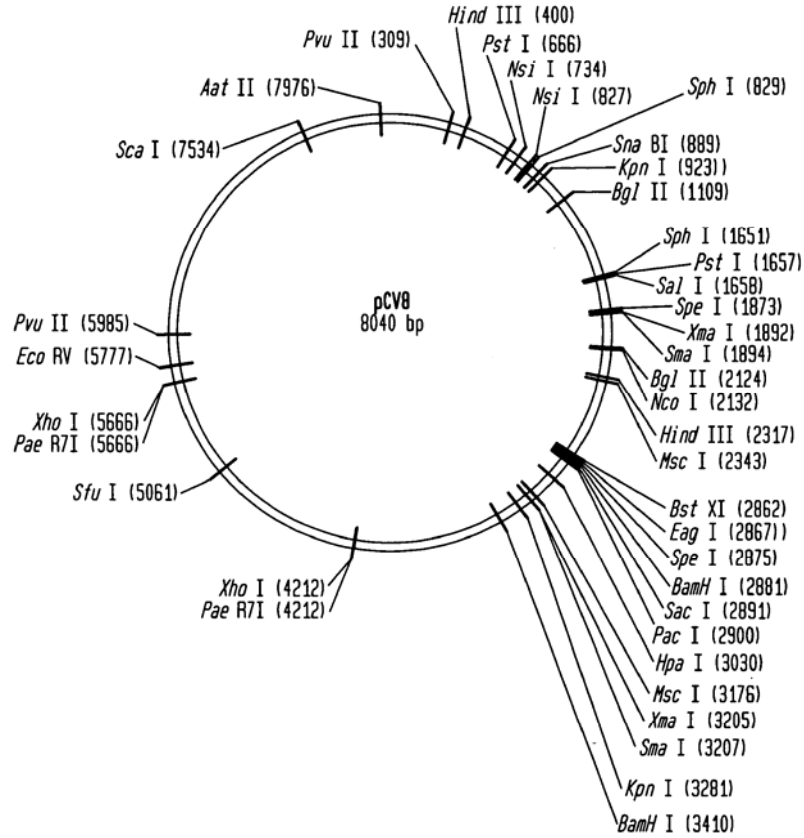 Hind III (400)
Pvu II (309)
Pst I (666)
Nsi I (734)
Aat II (7976)
Nsi I (827)
Sph I (829)
Sca I (7534)
Sna BI (889)
Kpn I (923))
Bgl II (1109)
Sph I (1651)
Pst I (1657)
Sal I (1658)
pCV8
8040 bp
Spe I (1873)
Xma I (1892)
Sma I (1894)
Pvu II (5985)
Eco RV (5777)
Bgl II (2124)
Nco I (2132)
Xho I (5666)
Pae R7I (5666)
Hind III (2317)
Msc I (2343)
Sfu I (5061)
Bst XI (2862)
Eag I (2867))
Spe I (2875)
Xho I (4212)
Pae R7I (4212)
BamH I (2881)
Sac I (2891)
Pac I (2900)
Hpa I (3030)
Msc I (3176)
Xma I (3205)
Sma I (3207)
Kpn I (3281)
BamH I (3410)